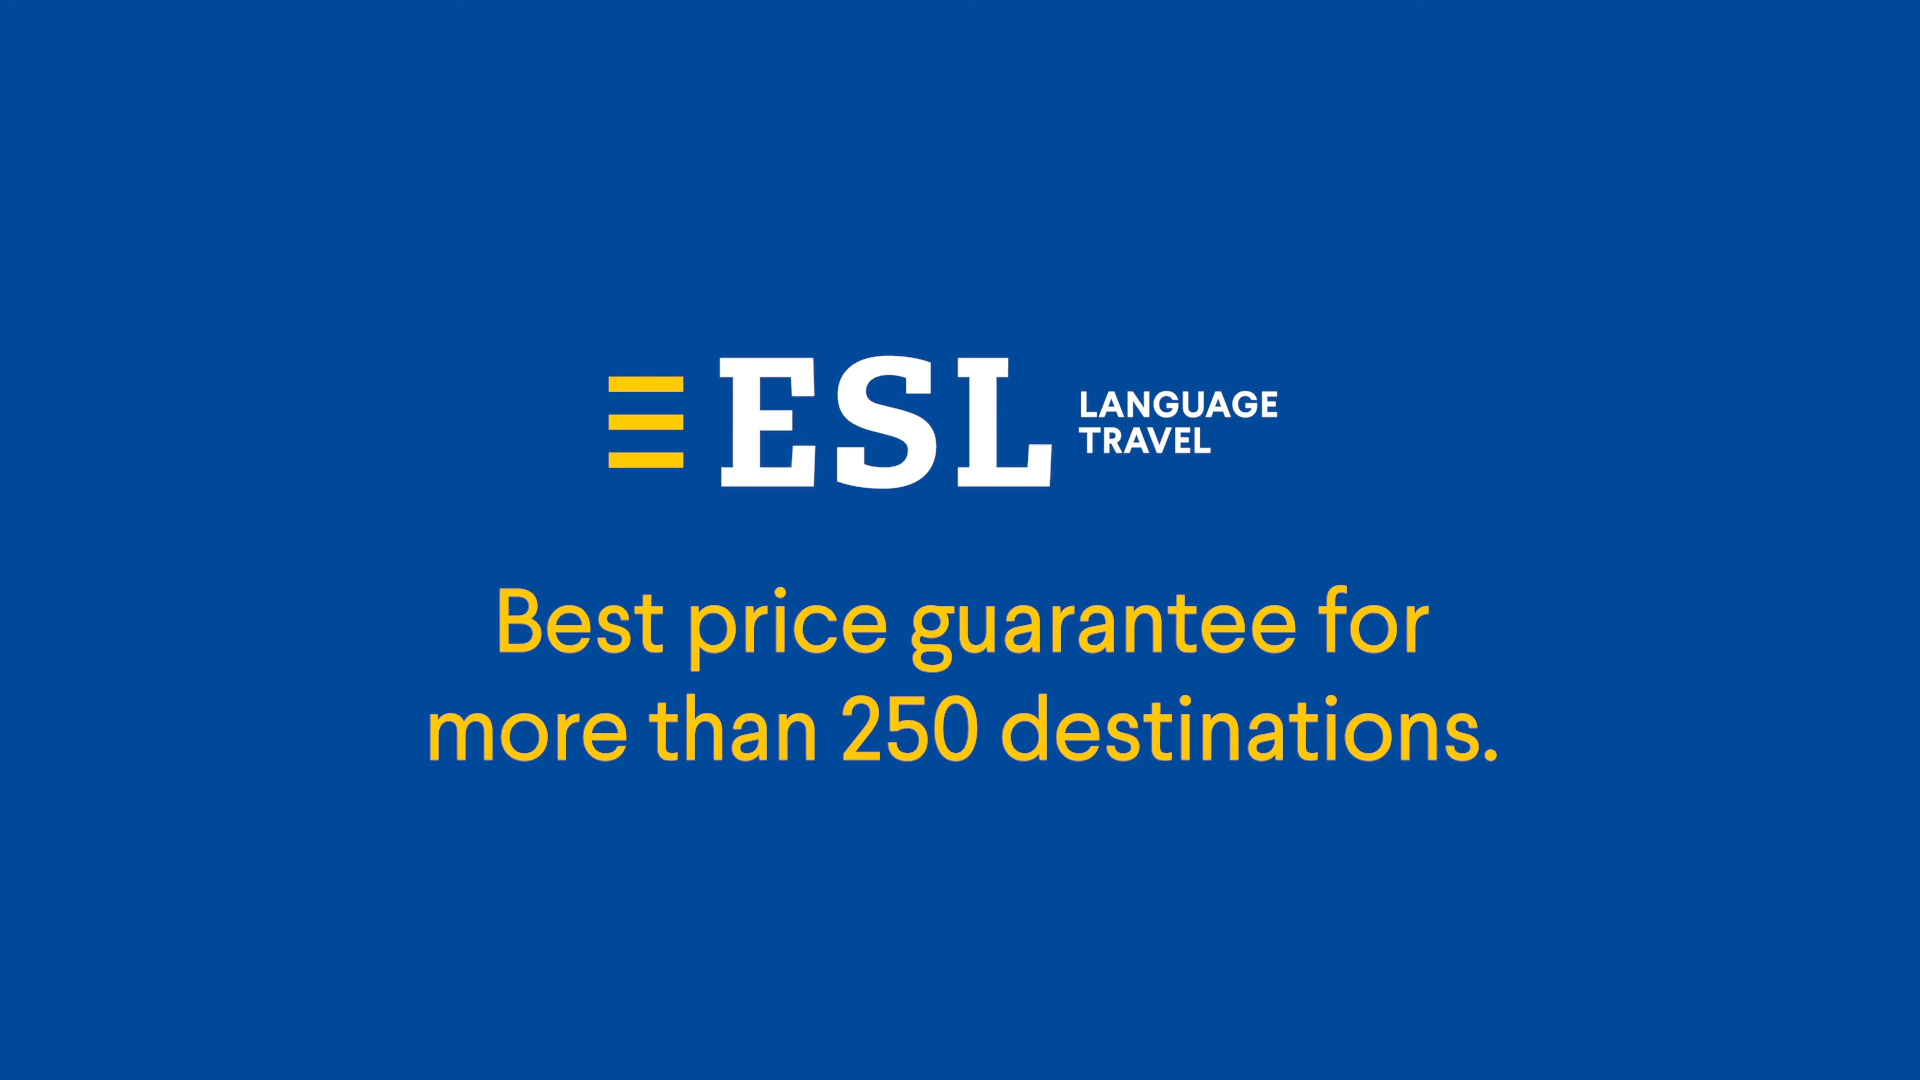 ESL
LANGUAGE
TRAVEL
Best price guarantee for
more than 250 destinations.